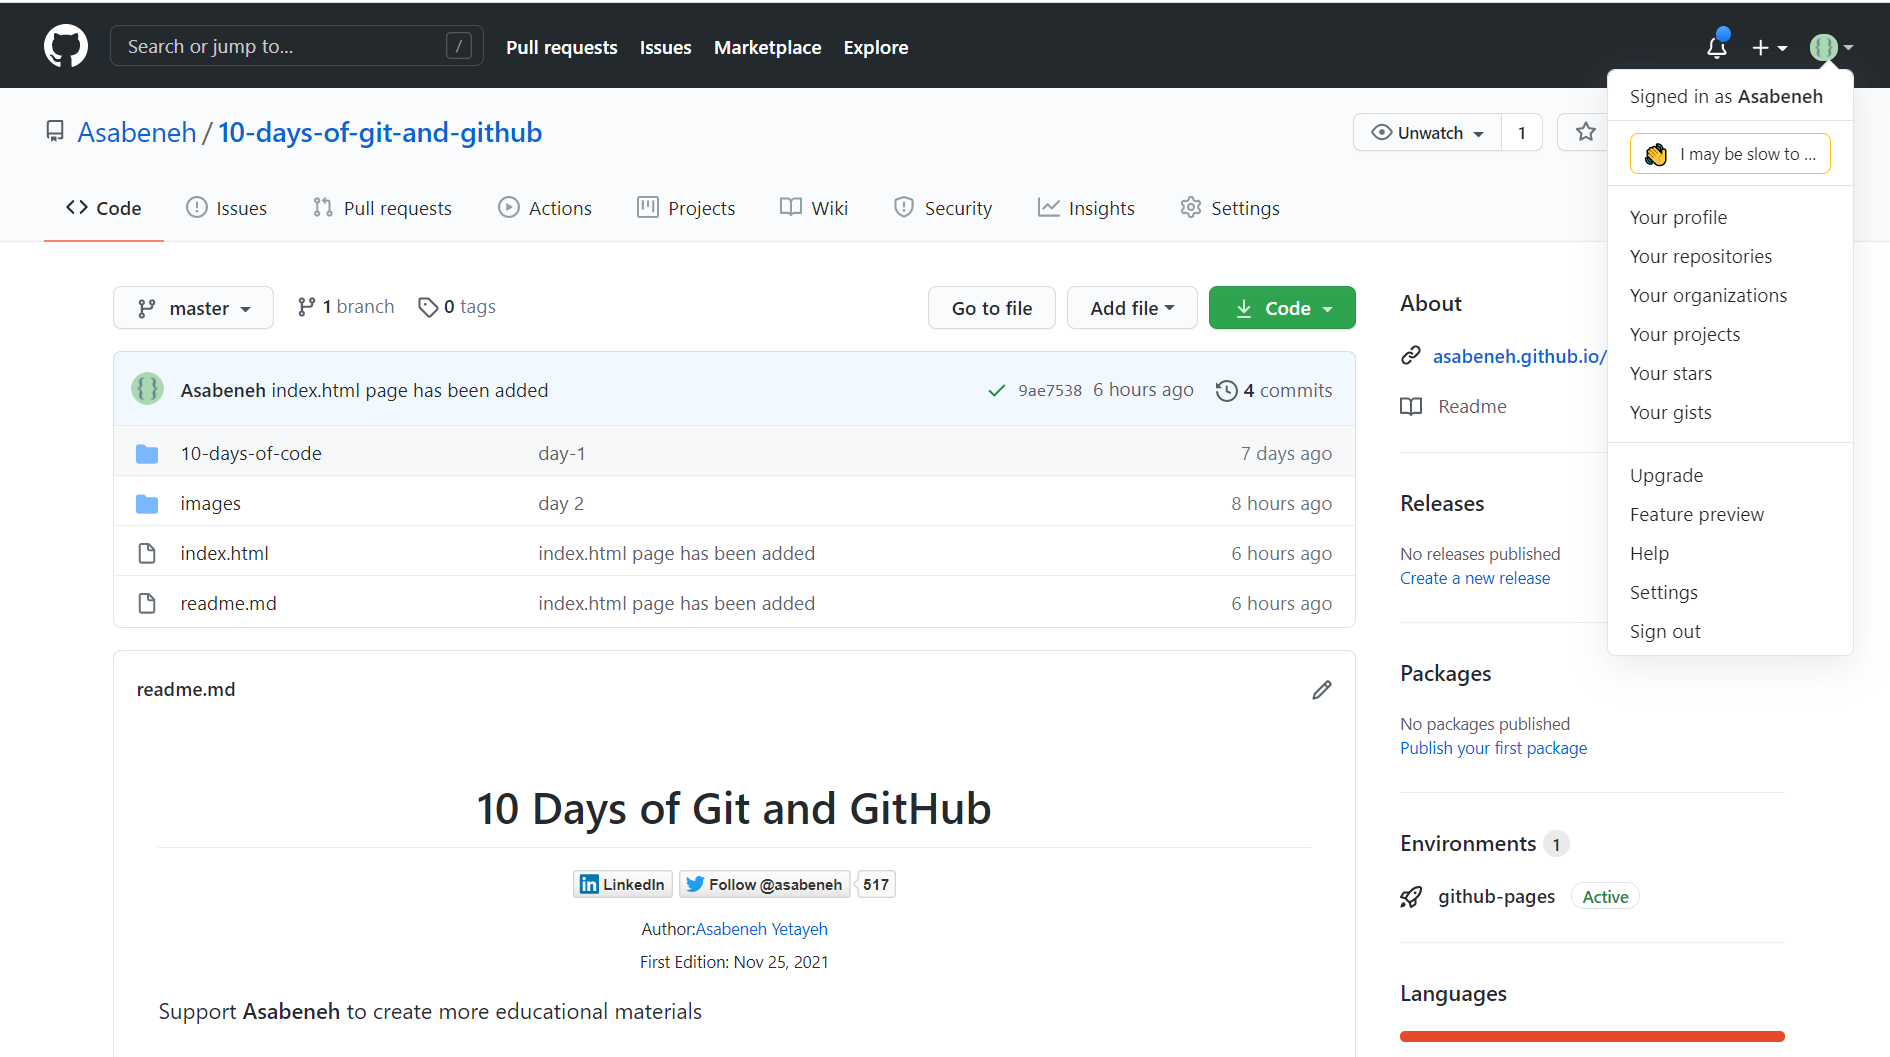 Search or jump to... /
Pull requests Issues Marketplace Explore
Signed in as Asabeneh
I may be slow to ...
Your profile
Your repositories
Your organizations
Your projects
Your stars
Your gists
Upgrade
Feature preview
Help
Settings
Sign out
Asabeneh / 10-days-of-git-and-github
Unwatch 1
Code Issues Pull requests Actions Projects Wiki Security Insights Settings
master 1 branch 0 tags
Go to file Add file Code
Asabeneh index.html page has been added 9ae7538 6 hours ago 4 commits
10-days-of-code day-1 7 days ago
images day 2 8 hours ago
index.html index.html page has been added 6 hours ago
readme.md index.html page has been added 6 hours ago
readme.md
10 Days of Git and GitHub
in LinkedIn Follow @asabeneh 517
Author:Asabeneh Yetayeh
First Edition: Nov 25, 2021
Support Asabeneh to create more educational materials
About
asabeneh.github.io/
Readme
Releases
No releases published
Create a new release
Packages
No packages published
Publish your first package
Environments 1
github-pages Active
Languages